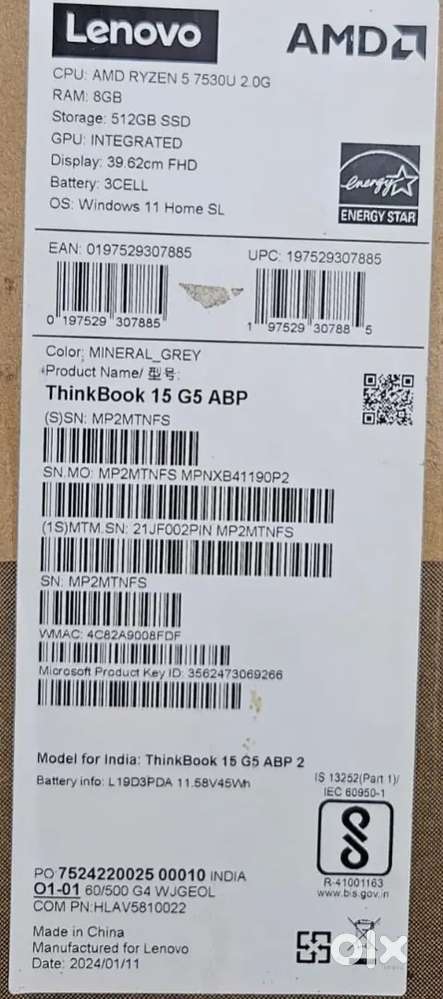 Lenovo
AMD
CPU: AMD RYZEN 5 7530U 2.0G
RAM: 8GB
Storage: 512GB SSD
GPU: INTEGRATED
Display: 39.62cm FHD
Battery: 3CELL
OS: Windows 11 Home SL
energy
ENERGY STAR
EAN: 0197529307885
UPC: 197529307885
0 197529 307885
1 97529 30788 5
Color: MINERAL_GREY
Product Name/ 型号:
ThinkBook 15 G5 ABP
(S)SN: MP2MTNFS
SN.MO: MP2MTNFS MPNXB41190P2
(1S)MTM.SN: 21JF002PIN MP2MTNFS
SN: MP2MTNFS
WMAC: 4C82A9008FDF
Microsoft Product Key ID: 3562473069266
Model for India: ThinkBook 15 G5 ABP 2
Battery info: L19D3PDA 11.58V45Wh
IS 13252(Part 1)/
IEC 60950-1
R-41001163
www.bis.gov.in
PO 7524220025 00010 INDIA
O1-01 60/500 G4 WJGEOL
COM PN:HLAV5810022
Made in China
Manufactured for Lenovo
Date: 2024/01/11
olx